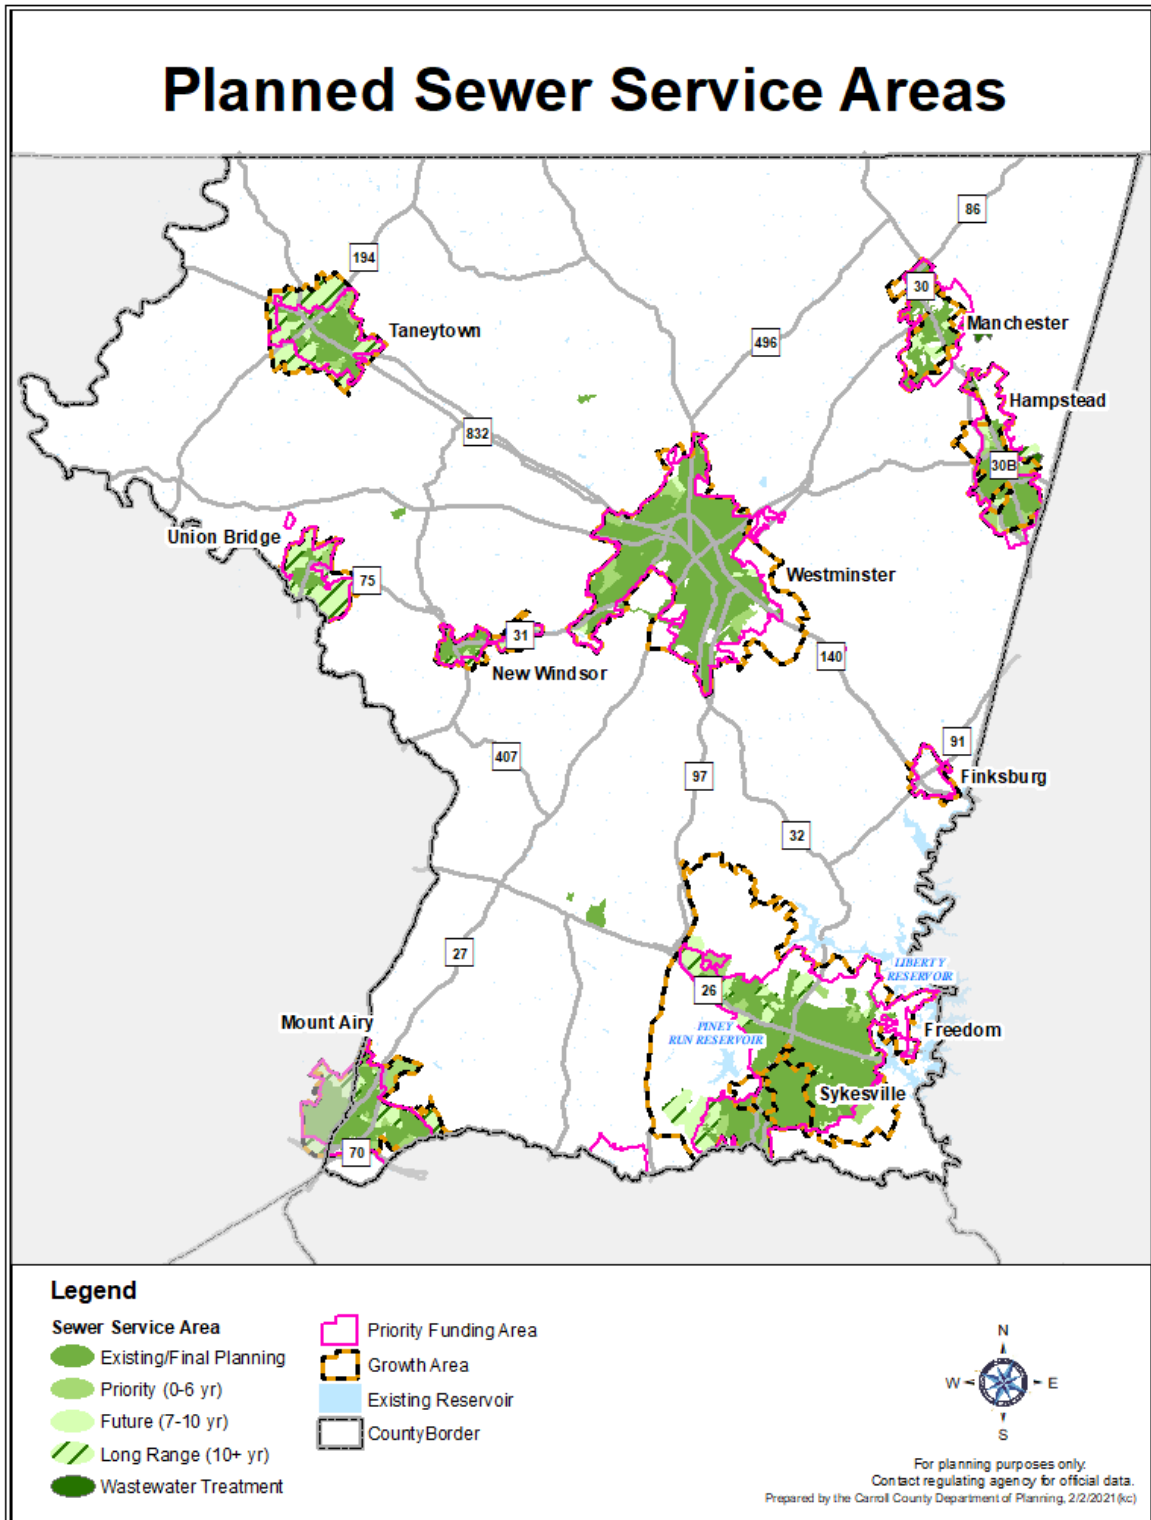 Planned Sewer Service Areas
86
194
30
Manchester
Taneytown
496
Hampstead
832
30B
Union Bridge
Westminster
75
31
140
New Windsor
91
407
97
Finksburg
32
27
LIBERTY
RESERVOIR
26
Mount Airy
PINEY
RUN RESERVOIR
Freedom
Sykesville
70
Legend
Sewer Service Area
Existing/Final Planning
Priority (0-6 yr)
Future (7-10 yr)
Long Range (10+ yr)
Wastewater Treatment
Priority Funding Area
Growth Area
Existing Reservoir
CountyBorder
N
W
E
S
For planning purposes only.
Contact regulating agency for official data.
Prepared by the Carroll County Department of Planning, 2/2/2021(kc)